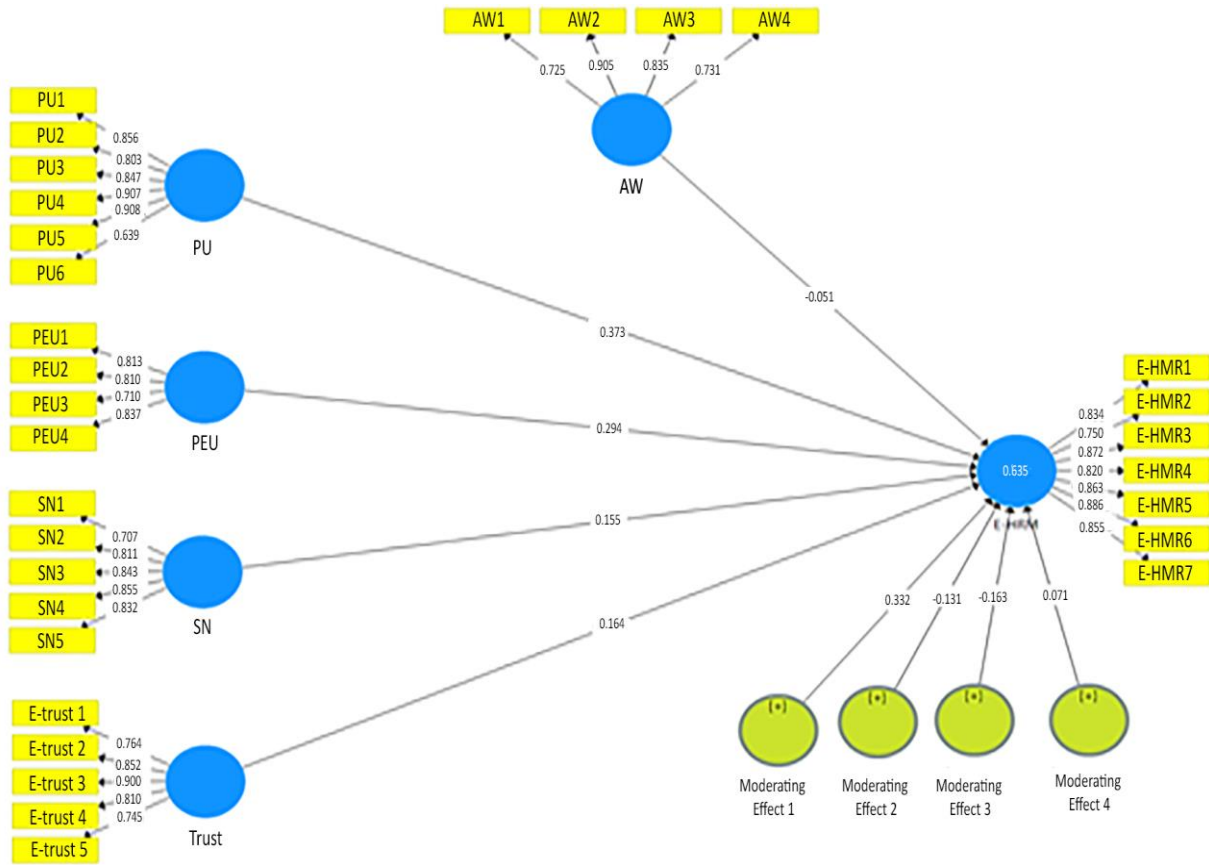 AW1
AW2
AW3
AW4
0.725
0.905
0.835
0.731
AW
PU1
PU2
PU3
PU4
PU5
PU6
0.856
0.803
0.847
0.907
0.908
0.639
PU
-0.051
0.373
PEU1
PEU2
PEU3
PEU4
0.813
0.810
0.710
0.837
PEU
0.294
E-HMR1
E-HMR2
E-HMR3
E-HMR4
E-HMR5
E-HMR6
E-HMR7
0.834
0.750
0.872
0.820
0.863
0.886
0.855
0.635
E-HRM
SN1
SN2
SN3
SN4
SN5
0.707
0.811
0.843
0.855
0.832
SN
0.155
0.164
0.332
-0.131
-0.163
0.071
E-trust 1
E-trust 2
E-trust 3
E-trust 4
E-trust 5
0.764
0.852
0.900
0.810
0.745
Trust
Moderating
Effect 1
Moderating
Effect 2
Moderating
Effect 3
Moderating
Effect 4